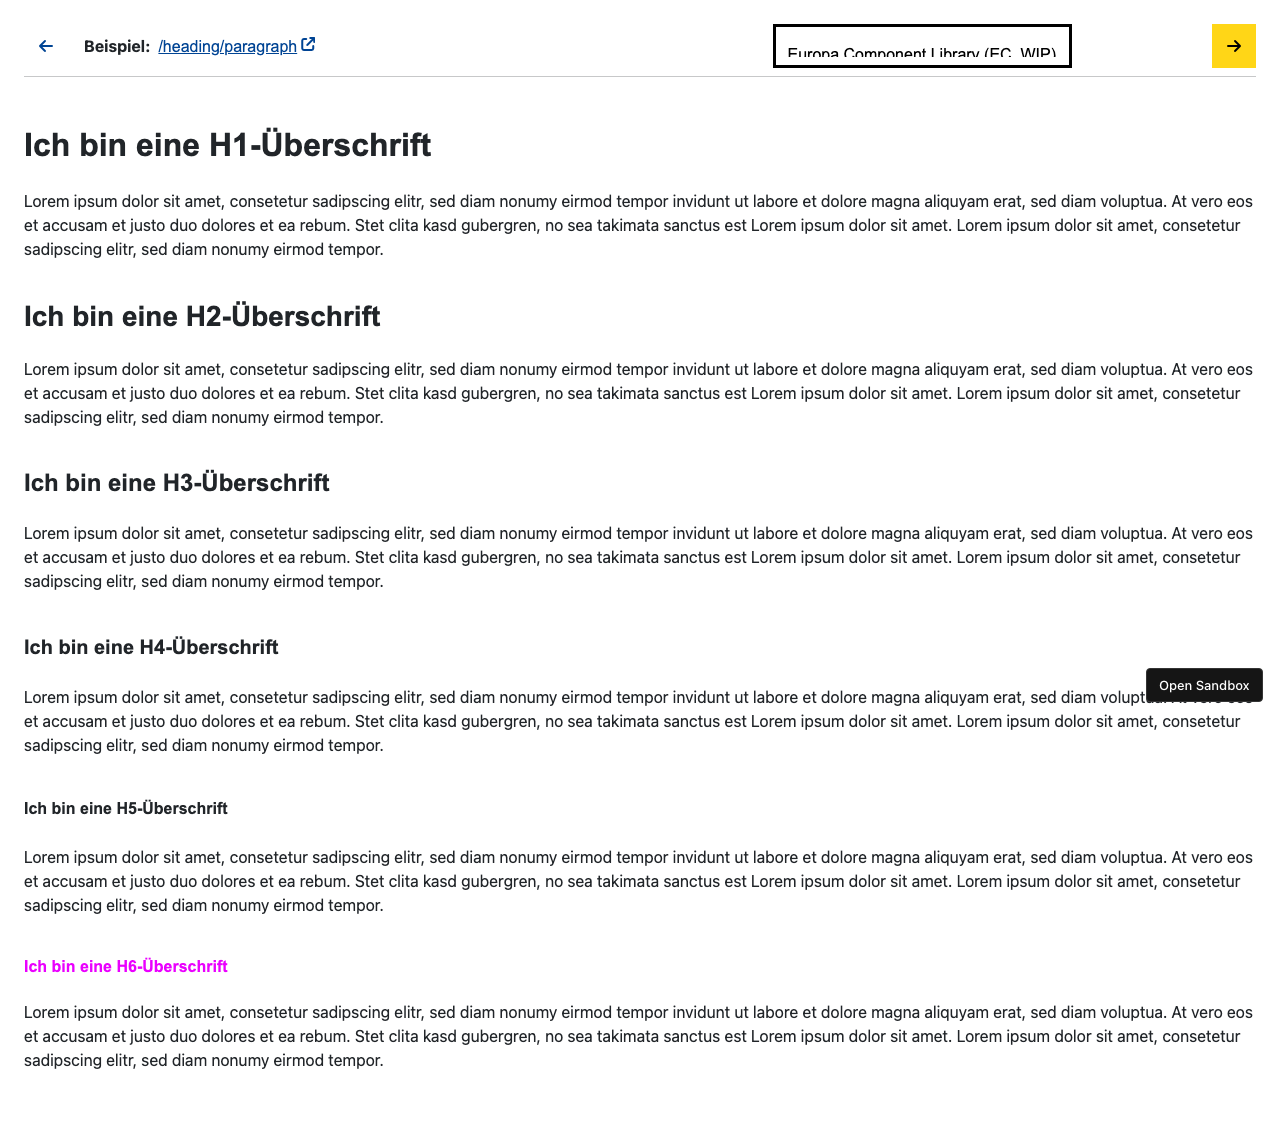 Beispiel: /heading/paragraph
Europa Component Library (EC, WIP)
Ich bin eine H1-Überschrift
Lorem ipsum dolor sit amet, consetetur sadipscing elitr, sed diam nonumy eirmod tempor invidunt ut labore et dolore magna aliquyam erat, sed diam voluptua. At vero eos
et accusam et justo duo dolores et ea rebum. Stet clita kasd gubergren, no sea takimata sanctus est Lorem ipsum dolor sit amet. Lorem ipsum dolor sit amet, consetetur
sadipscing elitr, sed diam nonumy eirmod tempor.
Ich bin eine H2-Überschrift
Lorem ipsum dolor sit amet, consetetur sadipscing elitr, sed diam nonumy eirmod tempor invidunt ut labore et dolore magna aliquyam erat, sed diam voluptua. At vero eos
et accusam et justo duo dolores et ea rebum. Stet clita kasd gubergren, no sea takimata sanctus est Lorem ipsum dolor sit amet. Lorem ipsum dolor sit amet, consetetur
sadipscing elitr, sed diam nonumy eirmod tempor.
Ich bin eine H3-Überschrift
Lorem ipsum dolor sit amet, consetetur sadipscing elitr, sed diam nonumy eirmod tempor invidunt ut labore et dolore magna aliquyam erat, sed diam voluptua. At vero eos
et accusam et justo duo dolores et ea rebum. Stet clita kasd gubergren, no sea takimata sanctus est Lorem ipsum dolor sit amet. Lorem ipsum dolor sit amet, consetetur
sadipscing elitr, sed diam nonumy eirmod tempor.
Ich bin eine H4-Überschrift
Open Sandbox
Lorem ipsum dolor sit amet, consetetur sadipscing elitr, sed diam nonumy eirmod tempor invidunt ut labore et dolore magna aliquyam erat, sed diam
et accusam et justo duo dolores et ea rebum. Stet clita kasd gubergren, no sea takimata sanctus est Lorem ipsum dolor sit amet. Lorem ipsum dolor sit amet, consetetur
sadipscing elitr, sed diam nonumy eirmod tempor.
Ich bin eine H5-Überschrift
Lorem ipsum dolor sit amet, consetetur sadipscing elitr, sed diam nonumy eirmod tempor invidunt ut labore et dolore magna aliquyam erat, sed diam voluptua. At vero eos
et accusam et justo duo dolores et ea rebum. Stet clita kasd gubergren, no sea takimata sanctus est Lorem ipsum dolor sit amet. Lorem ipsum dolor sit amet, consetetur
sadipscing elitr, sed diam nonumy eirmod tempor.
Ich bin eine H6-Überschrift
Lorem ipsum dolor sit amet, consetetur sadipscing elitr, sed diam nonumy eirmod tempor invidunt ut labore et dolore magna aliquyam erat, sed diam voluptua. At vero eos
et accusam et justo duo dolores et ea rebum. Stet clita kasd gubergren, no sea takimata sanctus est Lorem ipsum dolor sit amet. Lorem ipsum dolor sit amet, consetetur
sadipscing elitr, sed diam nonumy eirmod tempor.